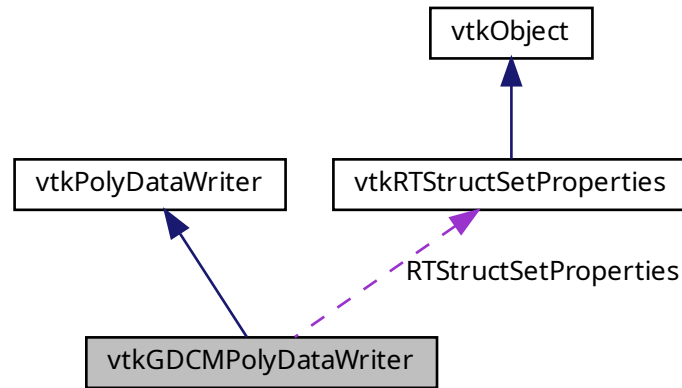 vtkObject
vtkPolyDataWriter
vtkRTStructSetProperties
RTStructSetProperties
vtkGDCMPolyDataWriter